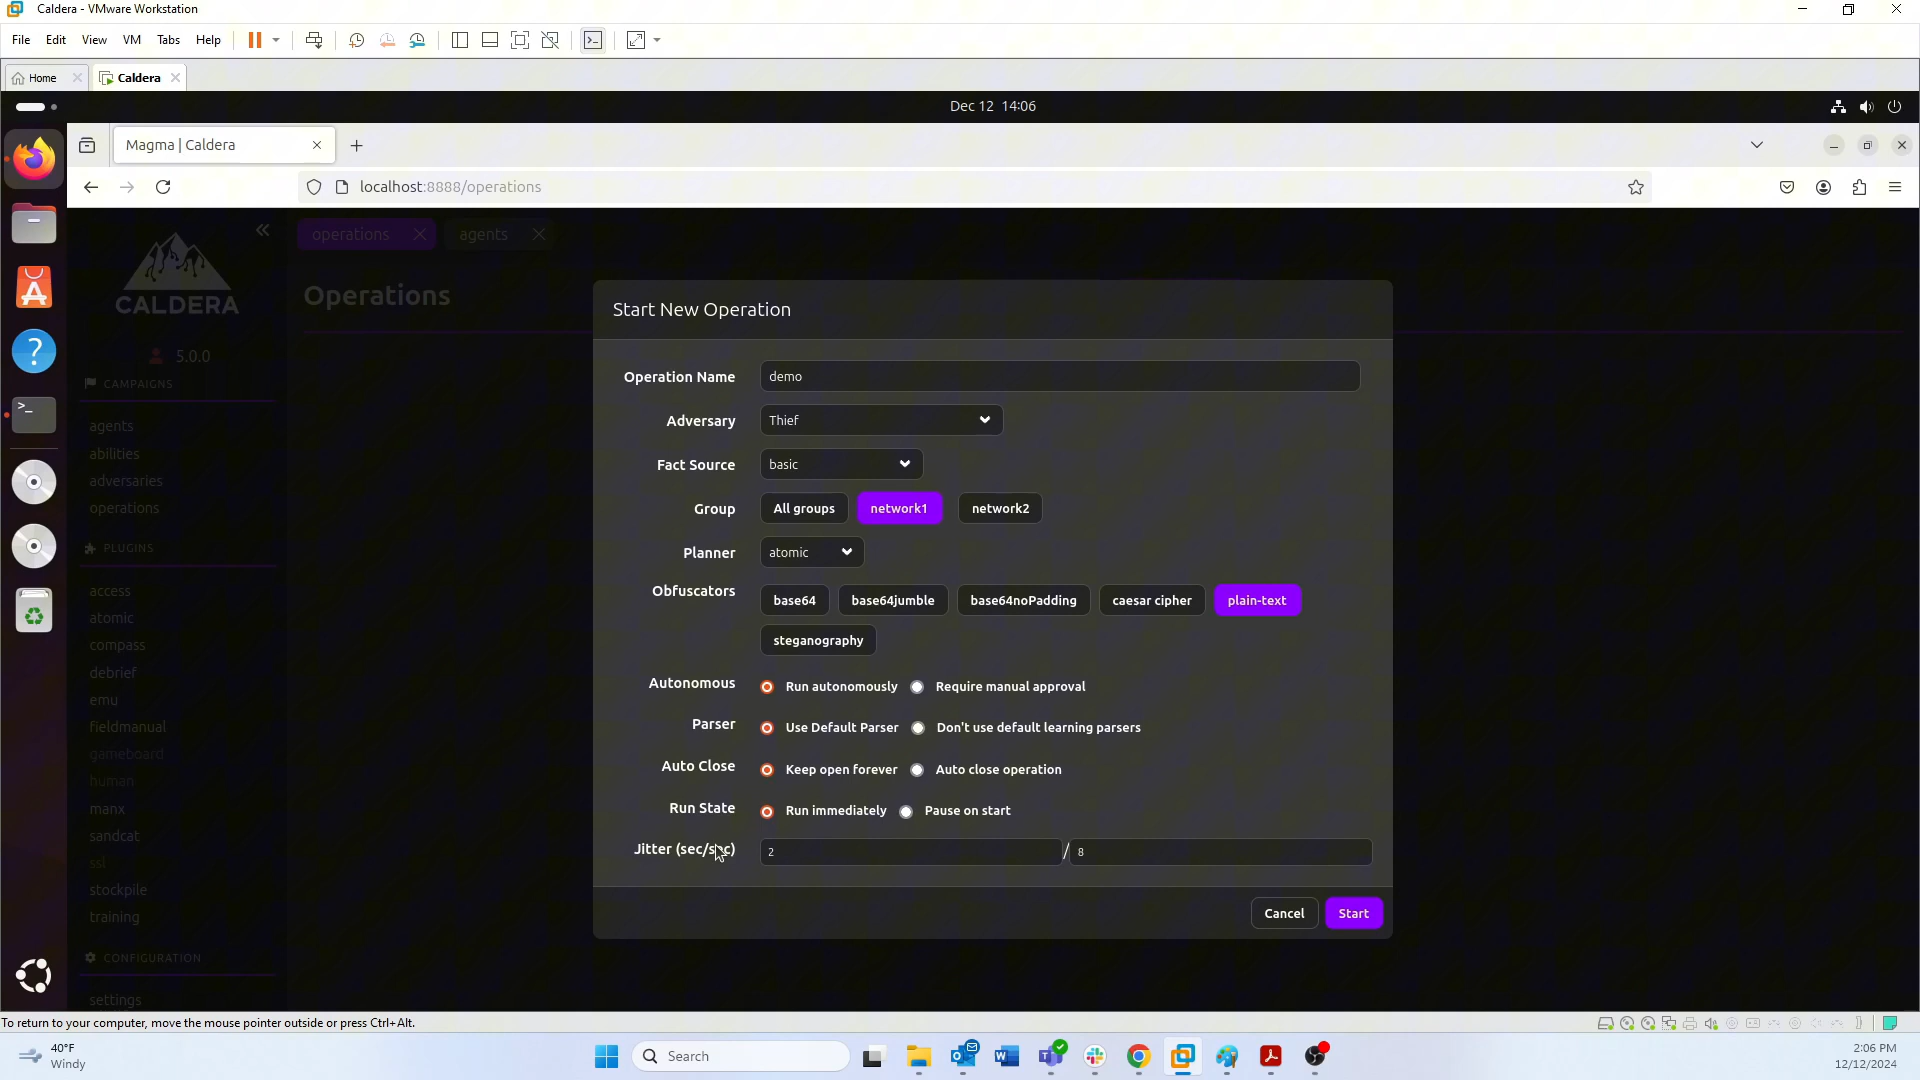 Caldera - VMware Workstation
File Edit View VM Tabs Help
Home Caldera
Dec 12 14:06
Magma | Caldera
localhost:8888/operations
operations agents
CALDERA
5.0.0
Operations
CAMPAIGNS
agents
abilities
adversaries
operations
PLUGINS
access
atomic
compass
debrief
emu
fieldmanual
gameboard
human
manx
sandcat
ssl
stockpile
training
CONFIGURATION
settings
Start New Operation
Operation Name demo
Adversary Thief
Fact Source basic
Group All groups network1 network2
Planner atomic
Obfuscators base64 base64jumble base64noPadding caesar cipher plain-text
steganography
Autonomous Run autonomously Require manual approval
Parser Use Default Parser Don't use default learning parsers
Auto Close Keep open forever Auto close operation
Run State Run immediately Pause on start
Jitter (sec/sec) 2 / 8
Cancel Start
To return to your computer, move the mouse pointer outside or press Ctrl+Alt.
40°F
Windy
Search
2:06 PM
12/12/2024